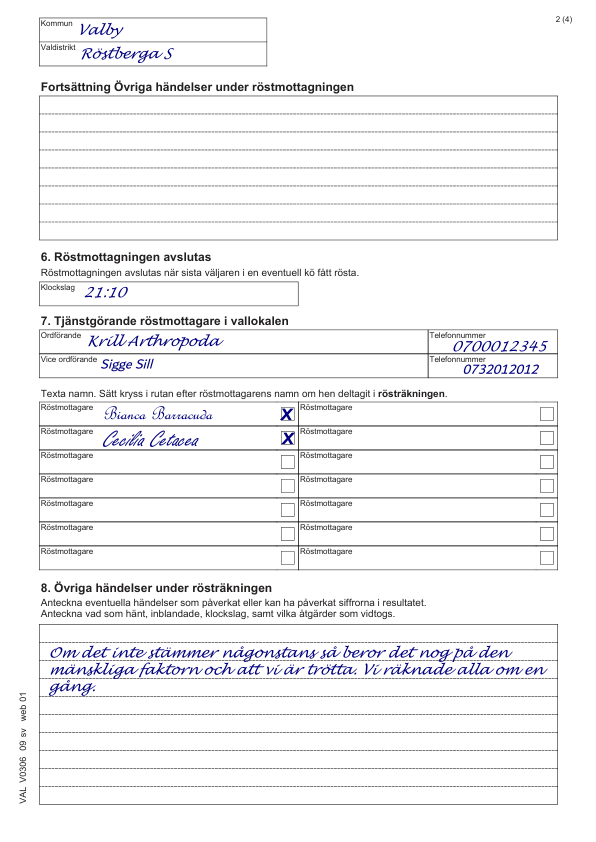 2 (4)
Kommun Valby
Valdistrikt Röstberga S
Fortsättning Övriga händelser under röstmottagningen
6. Röstmottagningen avslutas
Röstmottagningen avslutas när sista väljaren i en eventuell kö fått rösta.
Klockslag 21:10
7. Tjänstgörande röstmottagare i vallokalen
Ordförande Krill Arthropoda Telefonnummer 0700012345
Vice ordförande Sigge Sill Telefonnummer 0732012012
Texta namn. Sätt kryss i rutan efter röstmottagarens namn om hen deltagit i rösträkningen.
Röstmottagare Bianca Barracuda X Röstmottagare
Röstmottagare Cecilia Cetacea X Röstmottagare
Röstmottagare Röstmottagare
Röstmottagare Röstmottagare
Röstmottagare Röstmottagare
Röstmottagare Röstmottagare
Röstmottagare Röstmottagare
8. Övriga händelser under rösträkningen
Anteckna eventuella händelser som påverkat eller kan ha påverkat siffrorna i resultatet.
Anteckna vad som hänt, inblandade, klockslag, samt vilka åtgärder som vidtogs.
Om det inte stämmer någonstans så beror det nog på den
mänskliga faktorn och att vi är trötta. Vi räknade alla om en
gång.
VAL V0306 09 sv web 01